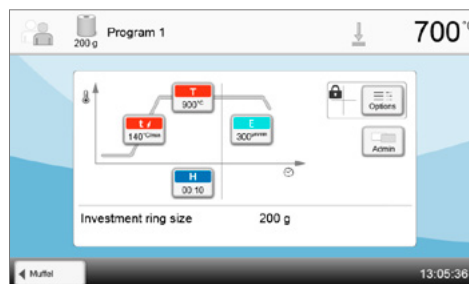 200 g
Program 1
700°
T
900°C
t
140°C/min
E
300µm/min
Options
Admin
H
00:10
Investment ring size 200 g
Muffel
13:05:36